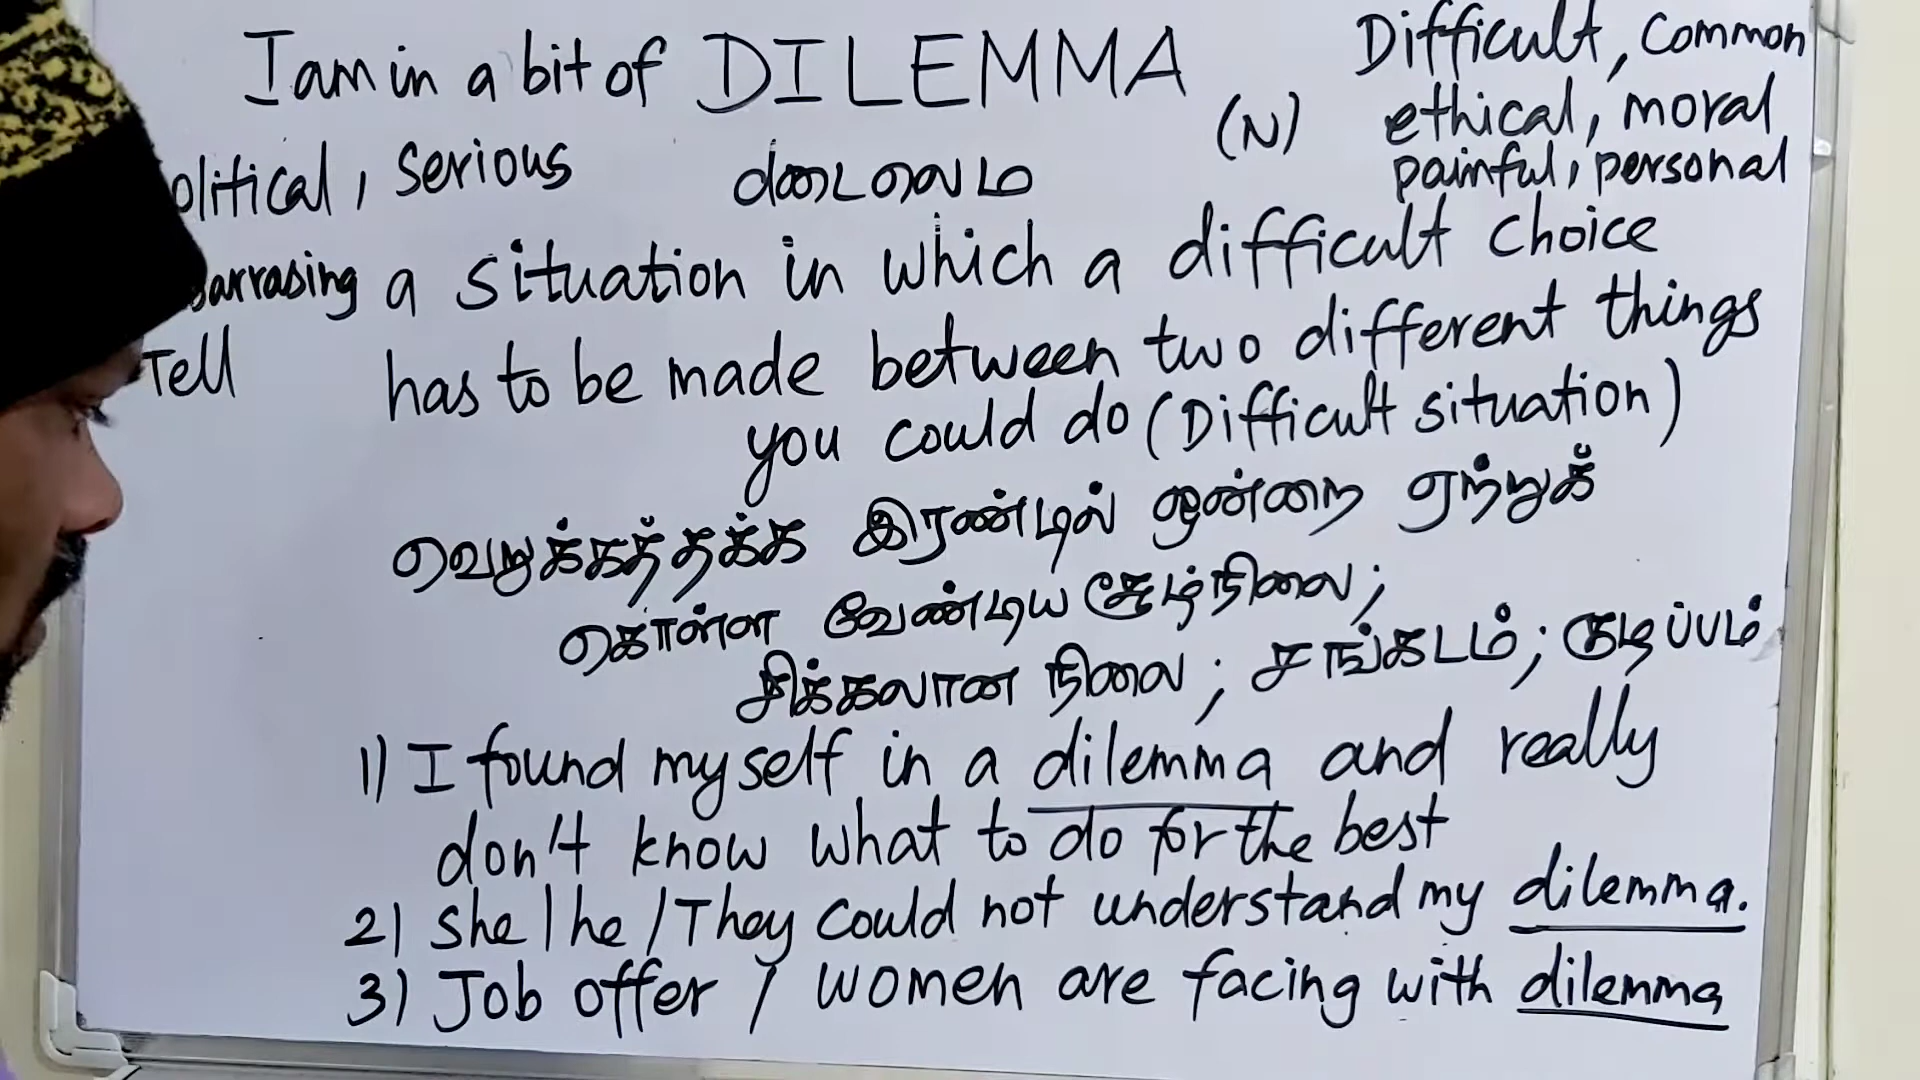 I am in a bit of DILEMMA
(N)
Difficult, Common
ethical, moral
painful, personal
olitical, Serious
டைலெம
arrasing
Tell
a situation in which a difficult choice
has to be made between two different things
you could do (Difficult situation)
வெறுக்கத்தக்க இரண்டில் ஒன்றை ஏற்றுக்
கொள்ள வேண்டிய சூழ்நிலை;
சிக்கலான நிலை; சங்கடம்; குழப்பம்
1) I found myself in a dilemma and really
don't know what to do for the best
2) She / he / They Could not understand my dilemma.
3) Job offer / women are facing with dilemma